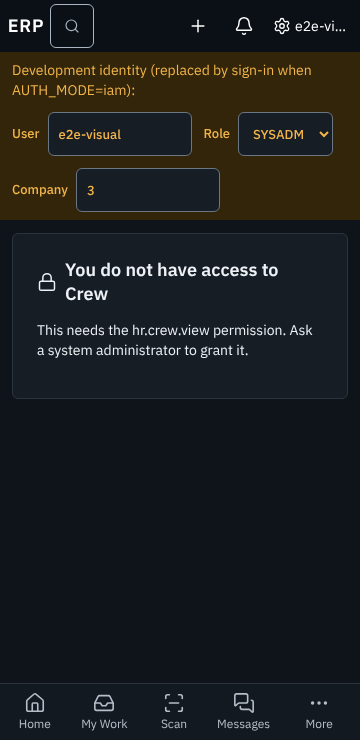 ERP
e2e-vi...
Development identity (replaced by sign-in when
AUTH_MODE=iam):
User
e2e-visual
Role
SYSADM
Company
3
You do not have access to
Crew
This needs the hr.crew.view permission. Ask
a system administrator to grant it.
Home
My Work
Scan
Messages
More